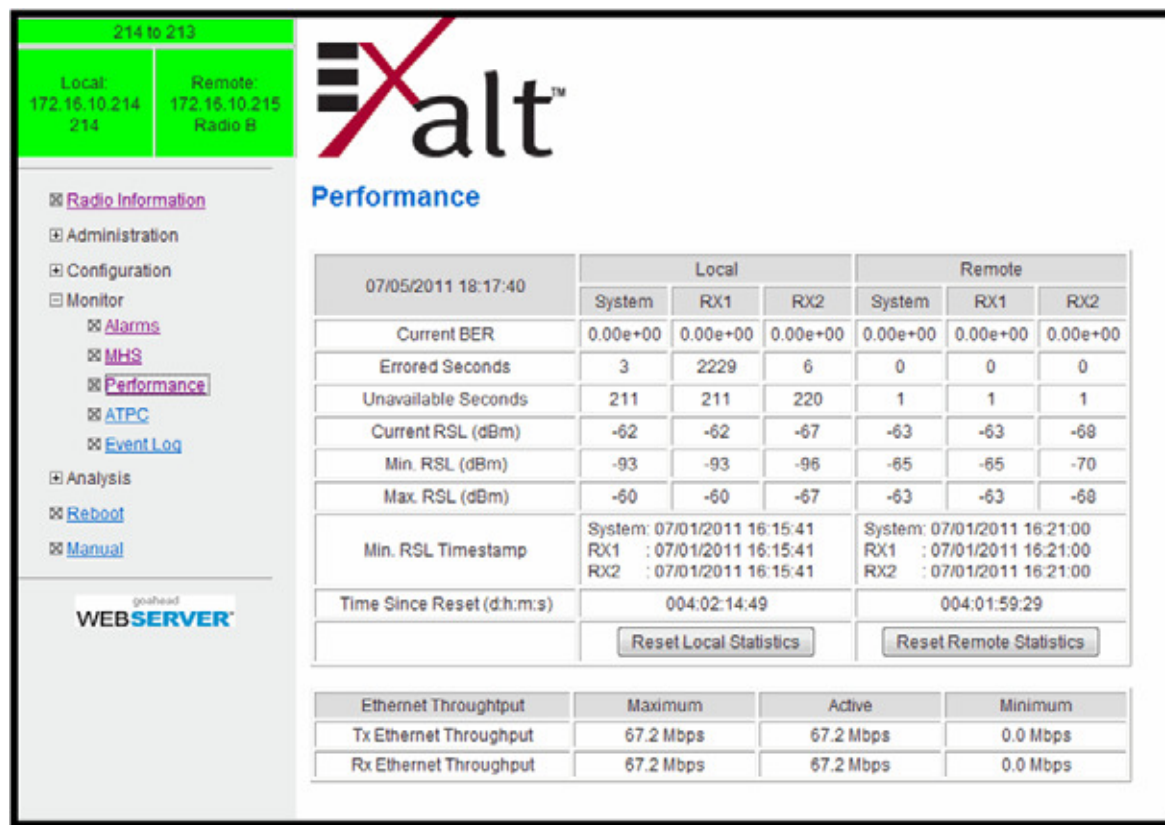 214 to 213
Local:
172.16.10.214
214
Remote:
172.16.10.215
Radio B
Exalt™
Radio Information
Administration
Configuration
Monitor
Alarms
MHS
Performance
ATPC
Event Log
Analysis
Reboot
Manual
goahead
WEBSERVER
Performance
07/05/2011 18:17:40 Local Remote
System RX1 RX2 System RX1 RX2
Current BER 0.00e+00 0.00e+00 0.00e+00 0.00e+00 0.00e+00 0.00e+00
Errored Seconds 3 2229 6 0 0 0
Unavailable Seconds 211 211 220 1 1 1
Current RSL (dBm) -62 -62 -67 -63 -63 -68
Min. RSL (dBm) -93 -93 -96 -65 -65 -70
Max. RSL (dBm) -60 -60 -67 -63 -63 -68
Min. RSL Timestamp
System: 07/01/2011 16:15:41
RX1 : 07/01/2011 16:15:41
RX2 : 07/01/2011 16:15:41
System: 07/01/2011 16:21:00
RX1 : 07/01/2011 16:21:00
RX2 : 07/01/2011 16:21:00
Time Since Reset (d:h:m:s) 004:02:14:49 004:01:59:29
Reset Local Statistics Reset Remote Statistics
Ethernet Throughtput Maximum Active Minimum
Tx Ethernet Throughput 67.2 Mbps 67.2 Mbps 0.0 Mbps
Rx Ethernet Throughput 67.2 Mbps 67.2 Mbps 0.0 Mbps